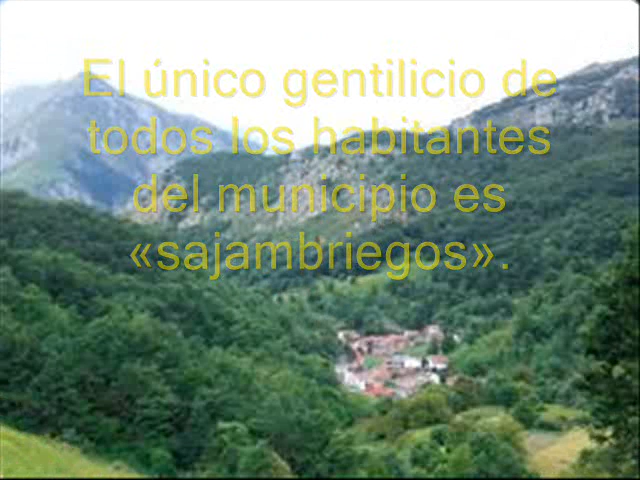 El único gentilicio de
todos los habitantes
del municipio es
«sajambriegos».